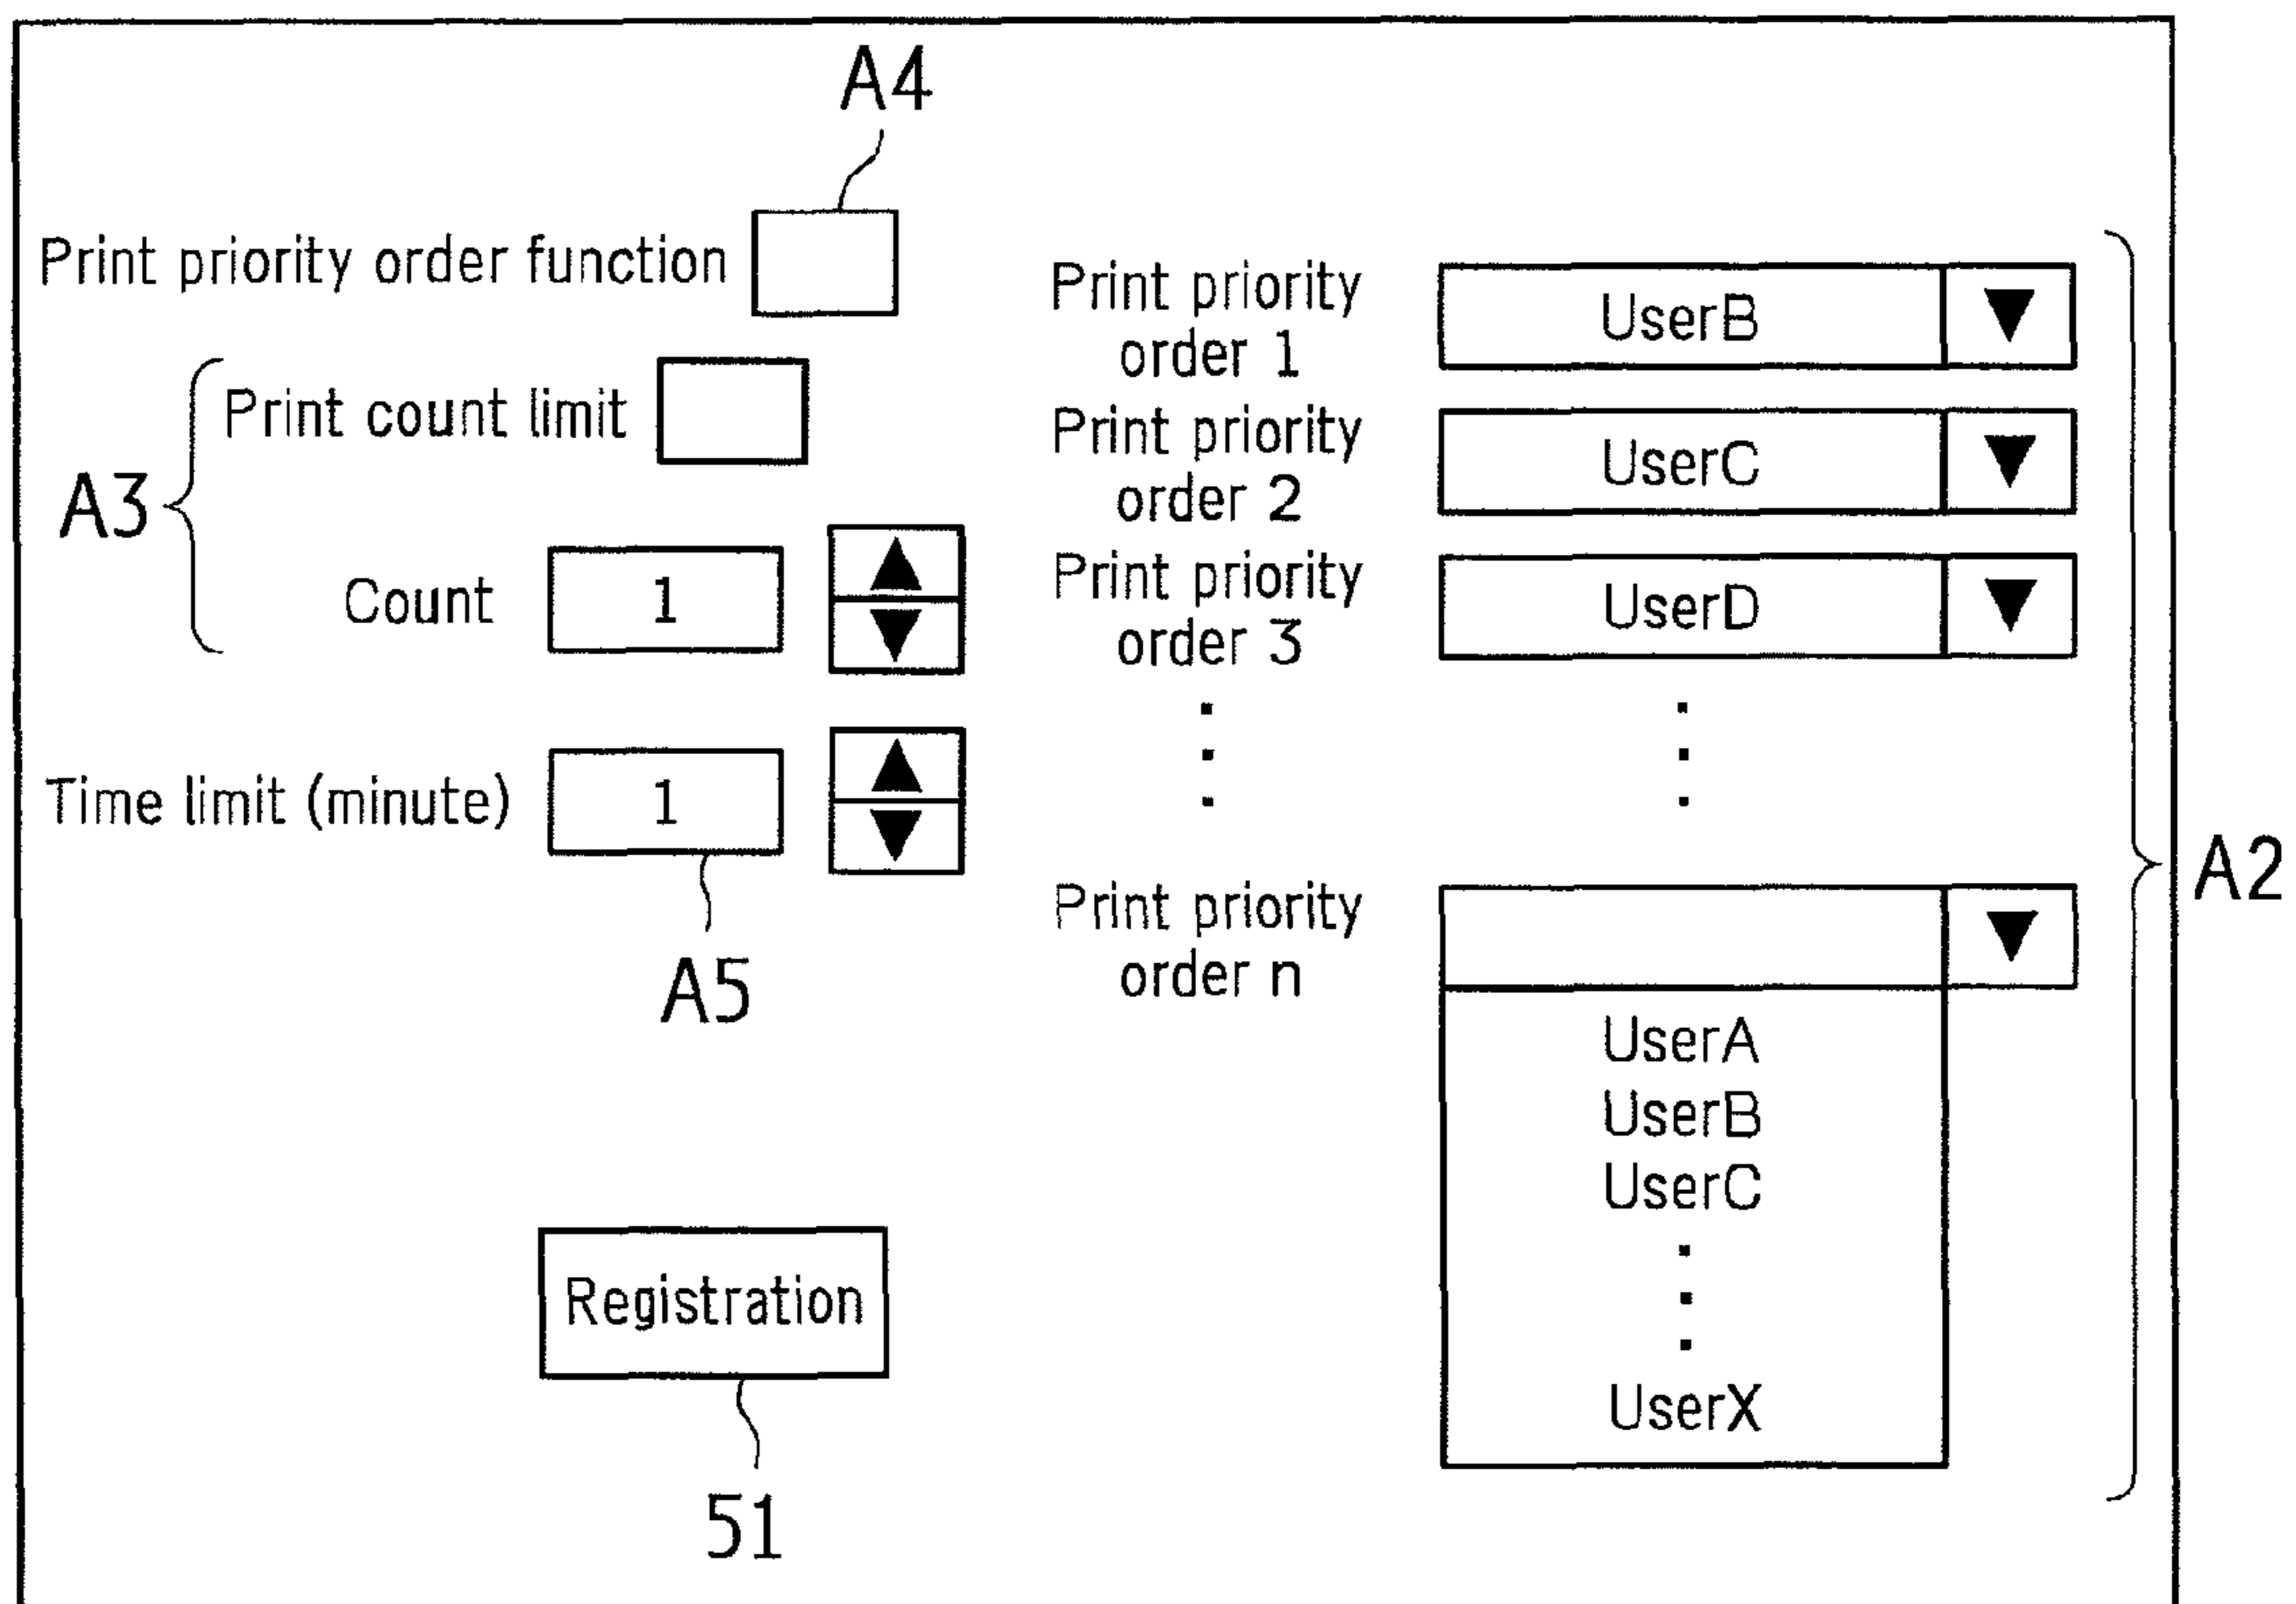 A4
Print priority order function
A3
Print count limit
Count 1
Time limit (minute) 1
A5
Registration
51
Print priority
order 1
UserB
Print priority
order 2
UserC
Print priority
order 3
UserD
Print priority
order n
UserA
UserB
UserC
UserX
A2